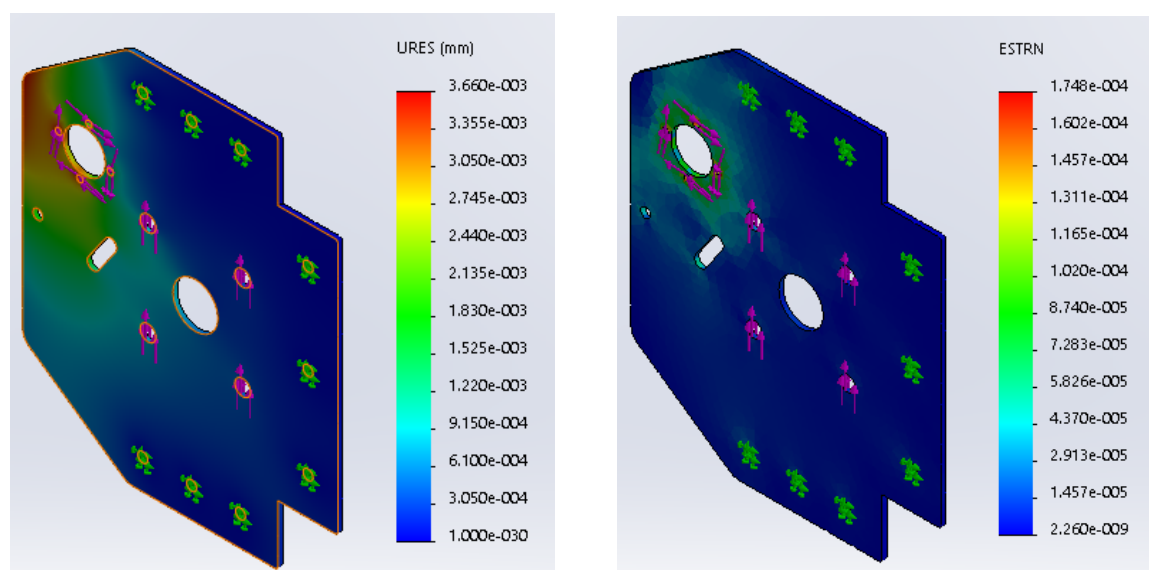 URES (mm)
3.660e-003
3.355e-003
3.050e-003
2.745e-003
2.440e-003
2.135e-003
1.830e-003
1.525e-003
1.220e-003
9.150e-004
6.100e-004
3.050e-004
1.000e-030
ESTRN
1.748e-004
1.602e-004
1.457e-004
1.311e-004
1.165e-004
1.020e-004
8.740e-005
7.283e-005
5.826e-005
4.370e-005
2.913e-005
1.457e-005
2.260e-009